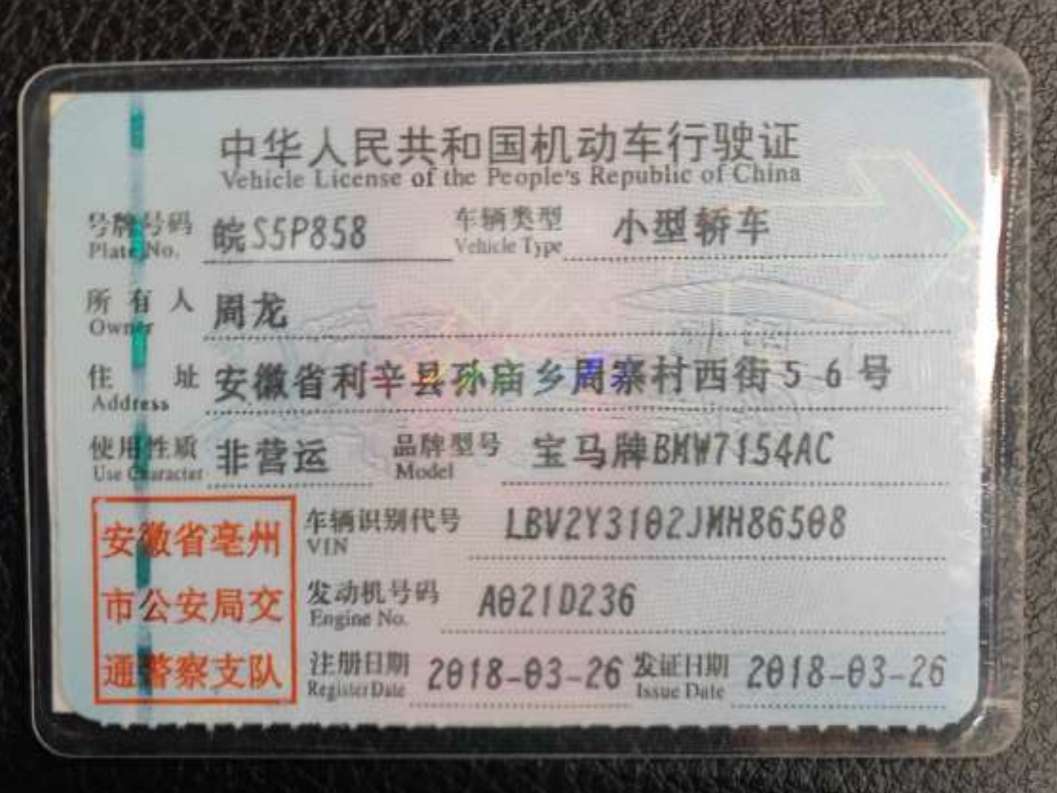 中华人民共和国机动车行驶证
Vehicle License of the People's Republic of China
号牌号码 皖S5P858 车辆类型 小型轿车
Plate No. Vehicle Type
所有人 周龙
Owner
住址 安徽省利辛县孙庙乡周寨村西街56号
Address
使用性质 非营运 品牌型号 宝马牌BMW7154AC
Use Character Model
安徽省亳州
市公安局交
通警察支队
车辆识别代号 LBV2Y3102JMH86508
VIN
发动机号码 A021D236
Engine No.
注册日期 2018-03-26 发证日期 2018-03-26
Register Date Issue Date